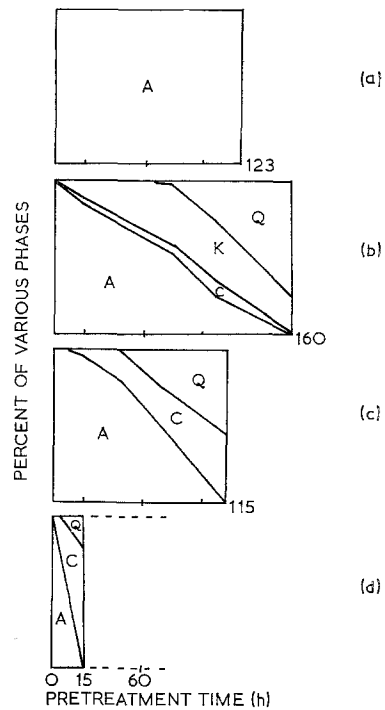 PERCENT OF VARIOUS PHASES
A
(a)
123
Q
K
A
C
(b)
160
Q
C
A
(c)
115
Q
C
A
(d)
0 15 60
PRETREATMENT TIME (h)